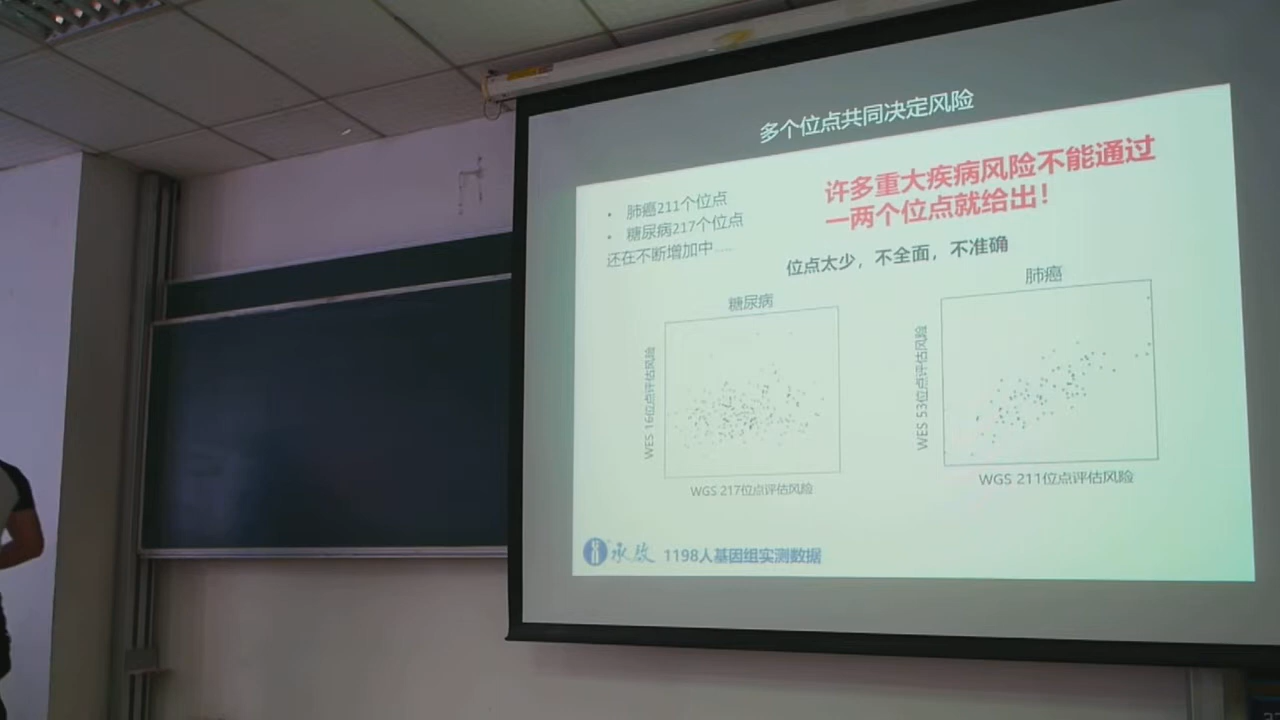 多个位点共同决定风险
许多重大疾病风险不能通过
一两个位点就给出！
• 肺癌211个位点
• 糖尿病217个位点
还在不断增加中……
位点太少，不全面，不准确
糖尿病
WES 16位点评估风险
WGS 217位点评估风险
肺癌
WES 53位点评估风险
WGS 211位点评估风险
承启 1198人基因组实测数据